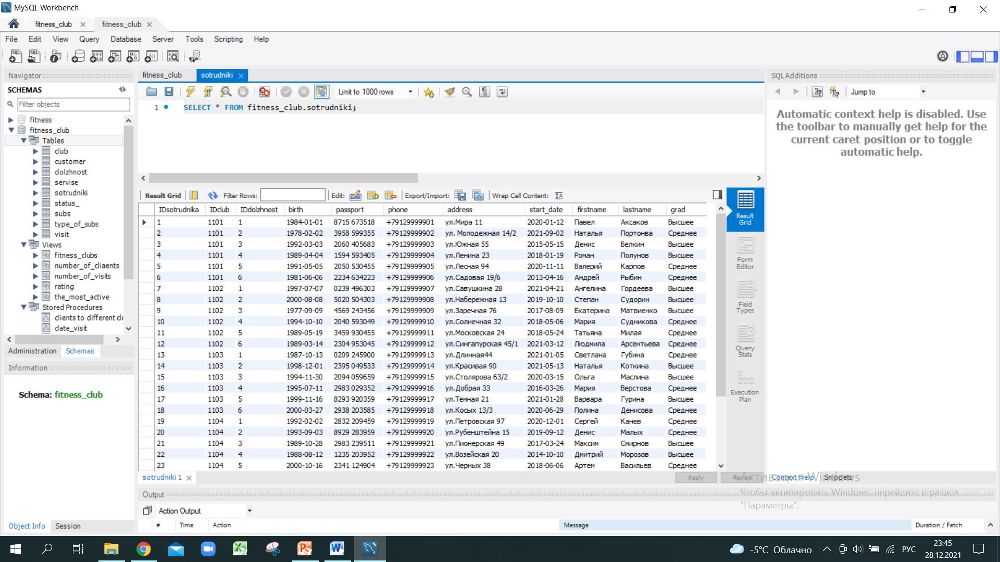 MySQL Workbench
fitness_club fitness_club
File Edit View Query Database Server Tools Scripting Help
Navigator
SCHEMAS
Filter objects
fitness
fitness_club
Tables
club
customer
dolzhnost
servise
sotrudniki
status_
subs
type_of_subs
visit
Views
fitness_clubs
number_of_cliaents
number_of_visits
rating
the_most_active
Stored Procedures
clients to different clu
date_visit
Administration Schemas
Information
Schema: fitness_club
Object Info Session
fitness_club sotrudniki
Limit to 1000 rows
1 SELECT * FROM fitness_club.sotrudniki;
Result Grid Filter Rows: Edit: Export/Import: Wrap Cell Content:
IDsotrudnika IDclub IDdolzhnost birth passport phone address start_date firstname lastname grad
1 1101 1 1984-01-01 8715 673518 +79129999901 ул.Мира 11 2020-01-12 Павел Аксаков Высшее
2 1101 2 1978-02-02 3958 599355 +79129999902 ул. Молодежная 14/2 2021-09-02 Наталья Портонва Среднее
3 1101 3 1992-03-03 2060 405683 +79129999903 ул.Южная 55 2015-05-15 Денис Белкин Высшее
4 1101 4 1989-04-04 1594 593405 +79129999904 ул.Ленина 23 2018-01-19 Роман Полунов Высшее
5 1101 5 1991-05-05 2050 530455 +79129999905 ул.Лесная 94 2020-11-11 Валерий Карпов Среднее
6 1101 6 1981-06-06 2234 634223 +79129999906 ул.Садовая 19/6 2013-04-16 Андрей Рыбин Среднее
7 1102 1 1997-07-07 0239 496303 +79129999907 ул.Савушкина 28 2021-04-21 Ангелина Гордеева Высшее
8 1102 2 2000-08-08 5020 504303 +79129999908 ул.Набережная 13 2019-10-10 Степан Судорин Высшее
9 1102 3 1977-09-09 4569 243456 +79129999909 ул.Заречная 76 2017-08-09 Екатерина Матвиенко Высшее
10 1102 4 1994-10-10 2040 593049 +79129999910 ул.Солнечная 32 2018-05-06 Мария Судникова Среднее
11 1102 5 1989-05-19 3459 930455 +79129999911 ул.Московская 24 2018-05-24 Татьяна Милая Среднее
12 1102 6 1989-03-14 2304 953045 +79129999912 ул.Сингапурская 45/1 2021-03-12 Людмила Арсентьева Среднее
13 1103 1 1987-10-13 0209 245900 +79129999913 ул.Длинная44 2021-01-05 Светлана Губина Среднее
14 1103 2 1998-12-01 2395 049533 +79129999914 ул.Красивая 90 2021-05-13 Наталья Коткина Высшее
15 1103 3 1994-11-30 2094 059659 +79129999915 ул.Столярова 63/2 2020-03-15 Ольга Маслина Высшее
16 1103 4 1995-07-11 2983 029352 +79129999916 ул.Добрая 33 2016-03-26 Мария Верстова Среднее
17 1103 5 1999-11-16 8293 920359 +79129999917 ул.Темная 21 2021-01-28 Варвара Гурина Высшее
18 1103 6 2000-03-27 2938 203585 +79129999918 ул.Косых 13/3 2020-06-29 Полина Денисова Среднее
19 1104 1 1992-02-02 2832 209459 +79129999919 ул.Петровская 97 2020-12-01 Сергей Канев Среднее
20 1104 2 1993-09-03 8929 283959 +79129999920 ул.Рубенштейна 15 2019-09-12 Денис Малых Среднее
21 1104 3 1989-10-28 2983 239511 +79129999921 ул.Пионерская 49 2017-03-24 Максим Смирнов Высшее
22 1104 4 1988-08-12 1235 203952 +79129999922 ул.Возейская 20 2014-10-10 Дмитрий Морозов Высшее
23 1104 5 2000-10-16 2341 124904 +79129999923 ул.Черных 38 2018-06-06 Артем Васильев Среднее
Result Grid
Form Editor
Field Types
Query Stats
Execution Plan
sotrudniki 1 Apply Revert
Output
Action Output
# Time Action Message Duration / Fetch
SQLAdditions
Jump to
Automatic context help is disabled. Use
the toolbar to manually get help for the
current caret position or to toggle
automatic help.
Context Help Snippets
Активация Windows
Чтобы активировать Windows, перейдите в раздел
"Параметры".
-5°C Облачно РУС 23:45
28.12.2021